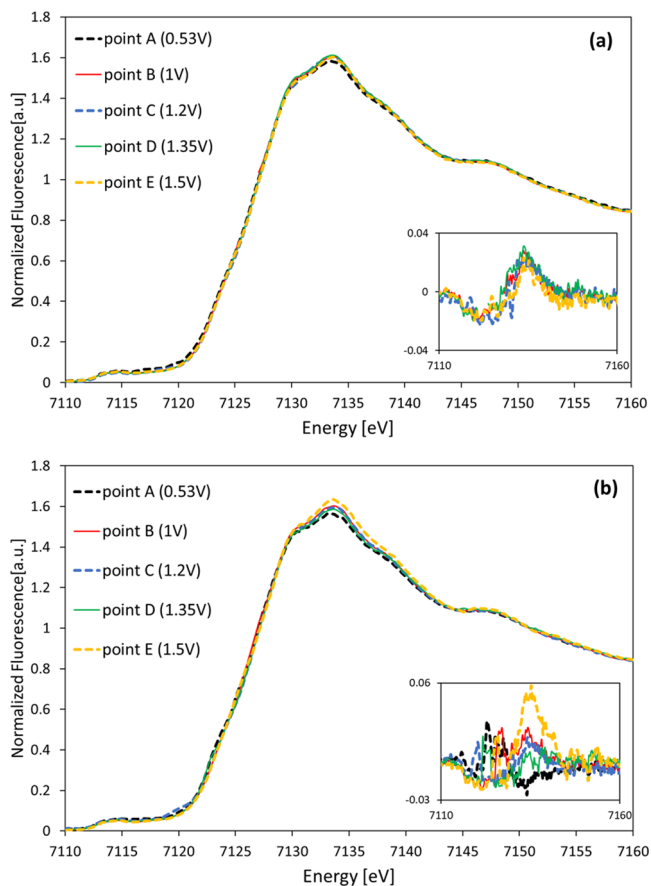 1.8
(a)
point A (0.53V)
1.6
point B (1V)
1.4
point C (1.2V)
1.2
point D (1.35V)
1
point E (1.5V)
0.8
0.6
0.4
0.2
0
Normalized Fluorescence[a.u]
0.04
0
-0.04
7110 7160
7110 7115 7120 7125 7130 7135 7140 7145 7150 7155 7160
Energy [eV]
1.8
(b)
point A (0.53V)
1.6
point B (1V)
1.4
point C (1.2V)
1.2
point D (1.35V)
1
point E (1.5V)
0.8
0.6
0.4
0.2
0
Normalized Fluorescence[a.u.]
0.06
-0.03
7110 7160
7110 7115 7120 7125 7130 7135 7140 7145 7150 7155 7160
Energy [eV]